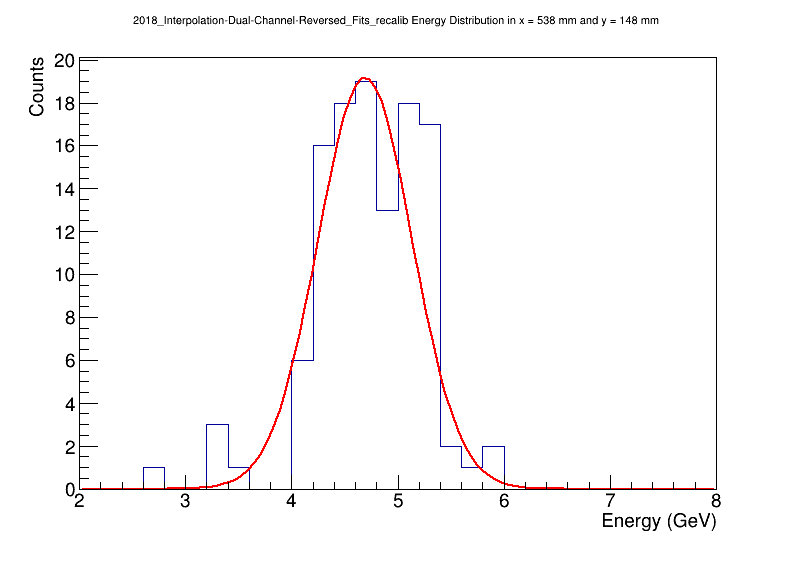 2018_Interpolation-Dual-Channel-Reversed_Fits_recalib Energy Distribution in x = 538 mm and y = 148 mm
Counts
20
18
16
14
12
10
8
6
4
2
0
2 3 4 5 6 7 8
Energy (GeV)